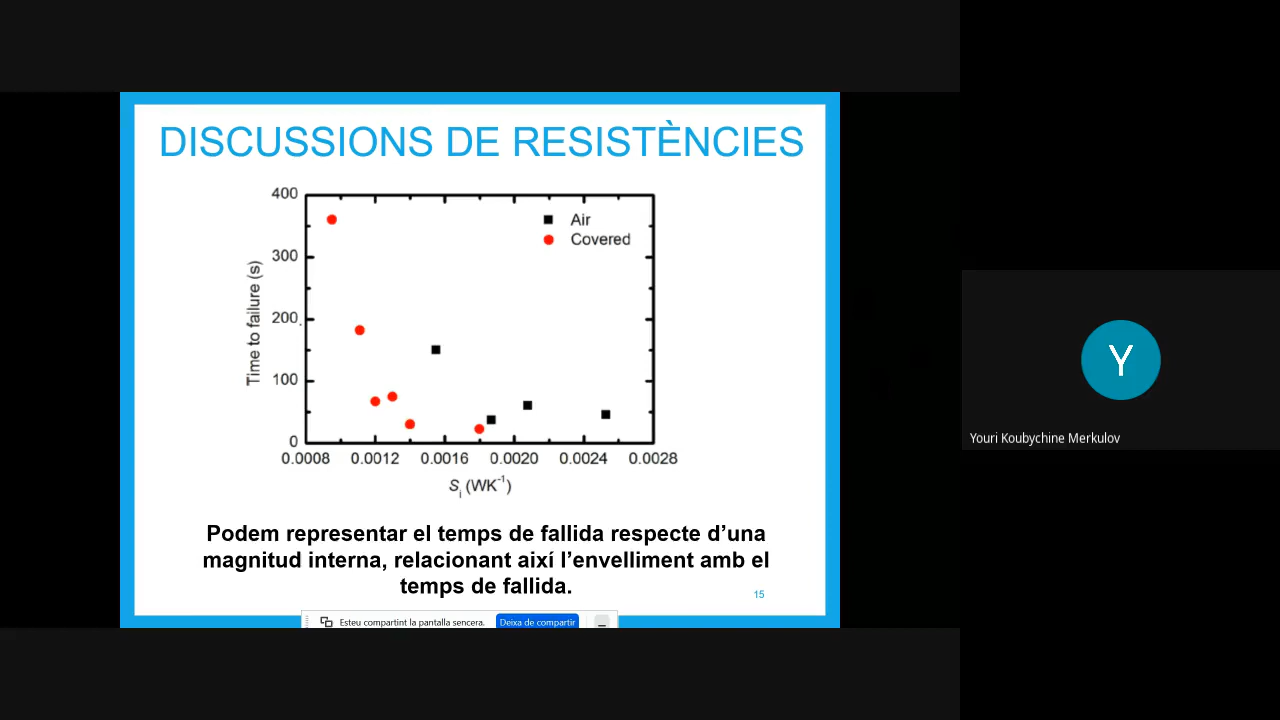 DISCUSSIONS DE RESISTÈNCIES
400
Air
Covered
300
200
100
0
Time to failure (s)
0.0008 0.0012 0.0016 0.0020 0.0024 0.0028
Si (WK-1)
Podem representar el temps de fallida respecte d’una
magnitud interna, relacionant així l’envelliment amb el
temps de fallida.
15
Esteu compartint la pantalla sencera. Deixa de compartir
Y
Youri Koubychine Merkulov